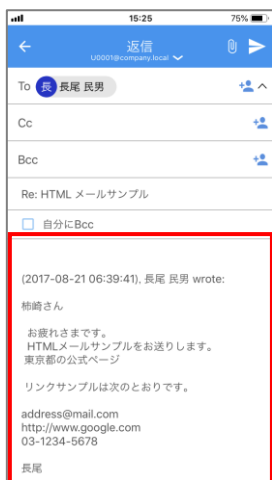 15:25
75%
返信
U0001@company.local
To 長 長尾 民男
Cc
Bcc
Re: HTML メールサンプル
自分にBcc
(2017-08-21 06:39:41), 長尾 民男 wrote:
柿崎さん
お疲れさまです。
HTMLメールサンプルをお送りします。
東京都の公式ページ
リンクサンプルは次のとおりです。
address@mail.com
http://www.google.com
03-1234-5678
長尾